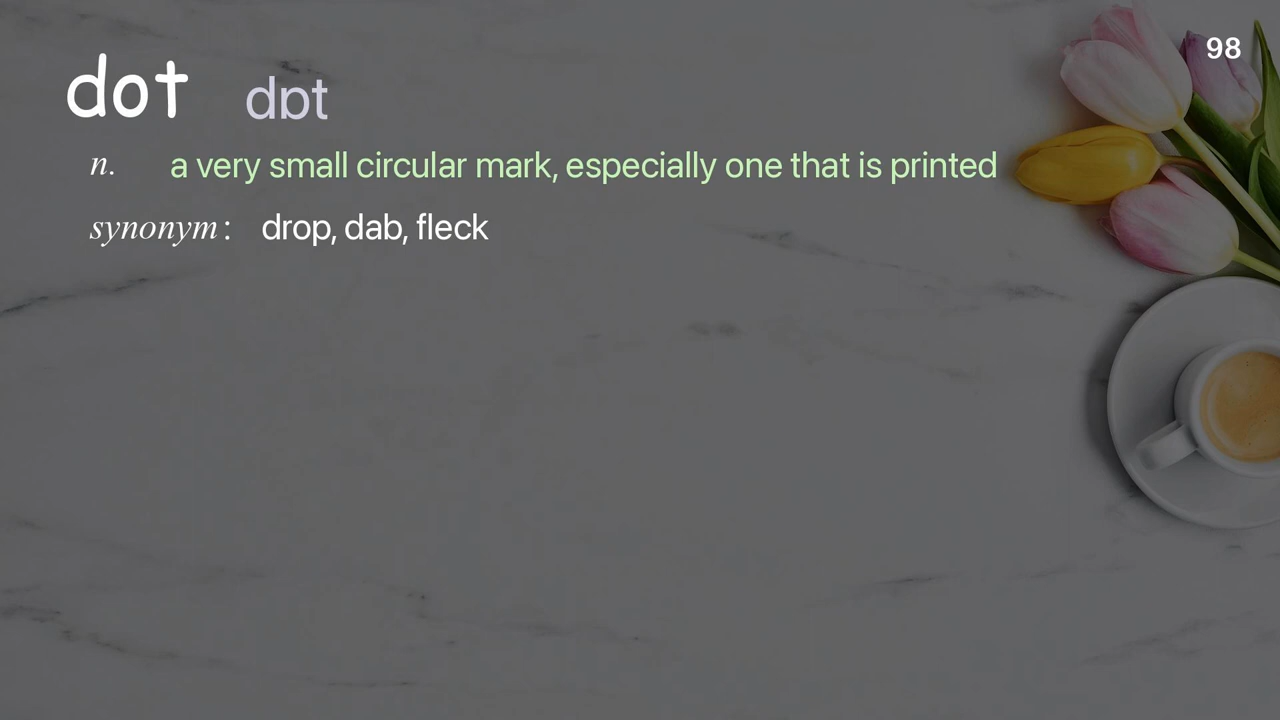 98
dot dɒt
n. a very small circular mark, especially one that is printed
synonym: drop, dab, fleck